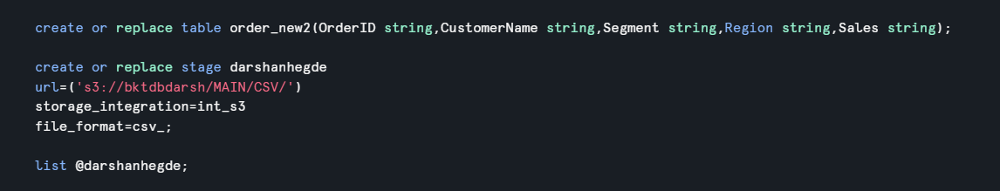 create or replace table order_new2(OrderID string,CustomerName string,Segment string,Region string,Sales string);
create or replace stage darshanhegde
url=('s3://bktdbdarsh/MAIN/CSV/')
storage_integration=int_s3
file_format=csv_;
list @darshanhegde;